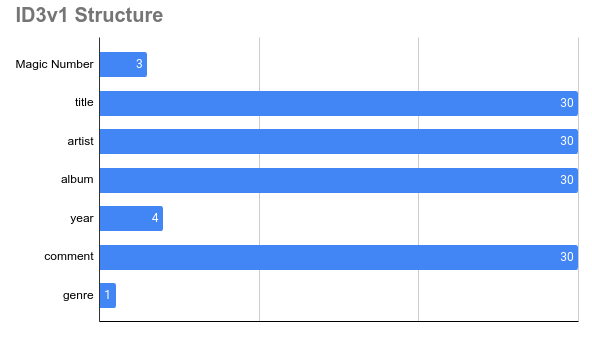 ID3v1 Structure
Magic Number 3
title 30
artist 30
album 30
year 4
comment 30
genre 1